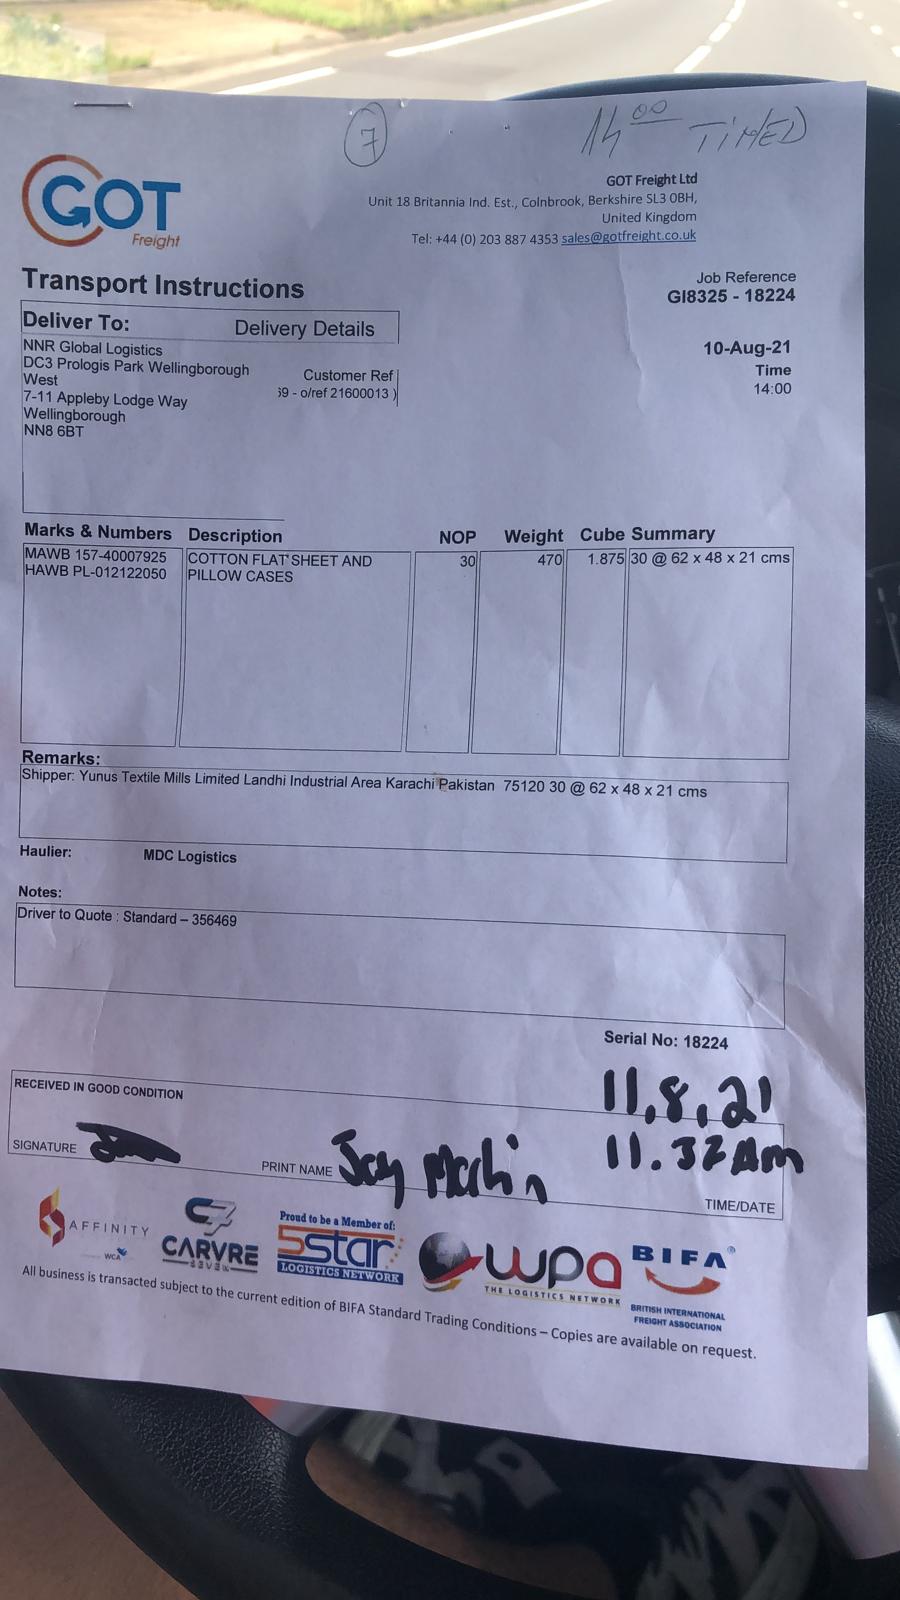 7
14 00 TIMED
GOT
Freight
GOT Freight Ltd
Unit 18 Britannia Ind. Est., Colnbrook, Berkshire SL3 0BH,
United Kingdom
Tel: +44 (0) 203 887 4353 sales@gotfreight.co.uk
Transport Instructions
Job Reference
GI8325 - 18224
Deliver To: Delivery Details
10-Aug-21
Time
14:00
NNR Global Logistics
DC3 Prologis Park Wellingborough
West
7-11 Appleby Lodge Way
Wellingborough
NN8 6BT
Customer Ref
9 - o/ref 21600013 )
Marks & Numbers Description NOP Weight Cube Summary
MAWB 157-40007925 COTTON FLAT SHEET AND 30 470 1.875 30 @ 62 x 48 x 21 cms
HAWB PL-012122050 PILLOW CASES
Remarks:
Shipper: Yunus Textile Mills Limited Landhi Industrial Area Karachi Pakistan 75120 30 @ 62 x 48 x 21 cms
Haulier: MDC Logistics
Notes:
Driver to Quote : Standard – 356469
Serial No: 18224
RECEIVED IN GOOD CONDITION
11.8.21
SIGNATURE
PRINT NAME Jay Martin
11.32 Am
TIME/DATE
AFFINITY
WCA
CARVRE
SEVEN
Proud to be a Member of:
5star
LOGISTICS NETWORK
wpa
THE LOGISTICS NETWORK
BIFA®
BRITISH INTERNATIONAL
FREIGHT ASSOCIATION
All business is transacted subject to the current edition of BIFA Standard Trading Conditions – Copies are available on request.